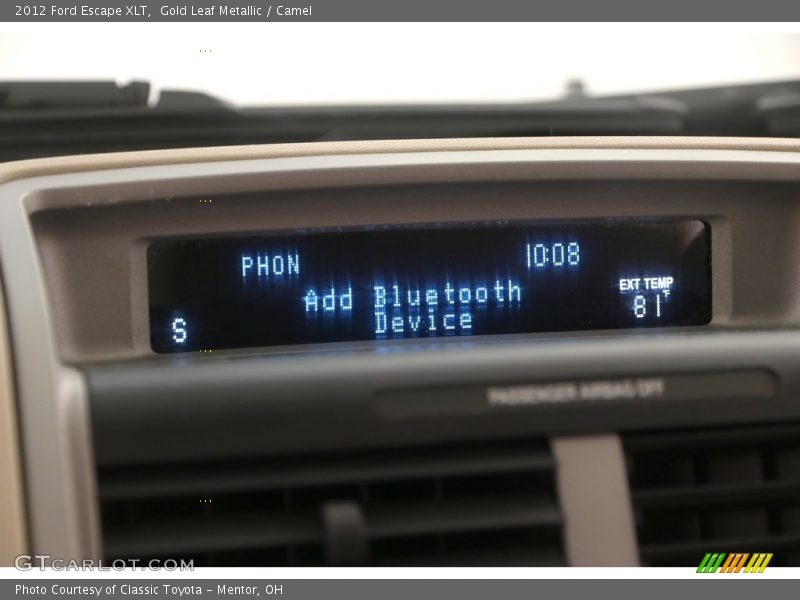 2012 Ford Escape XLT,  Gold Leaf Metallic / Camel
PHON
10:08
Add Bluetooth
Device
EXT TEMP
81°F
S
PASSENGER AIRBAG OFF
GTCARLOT.COM
Photo Courtesy of Classic Toyota - Mentor, OH